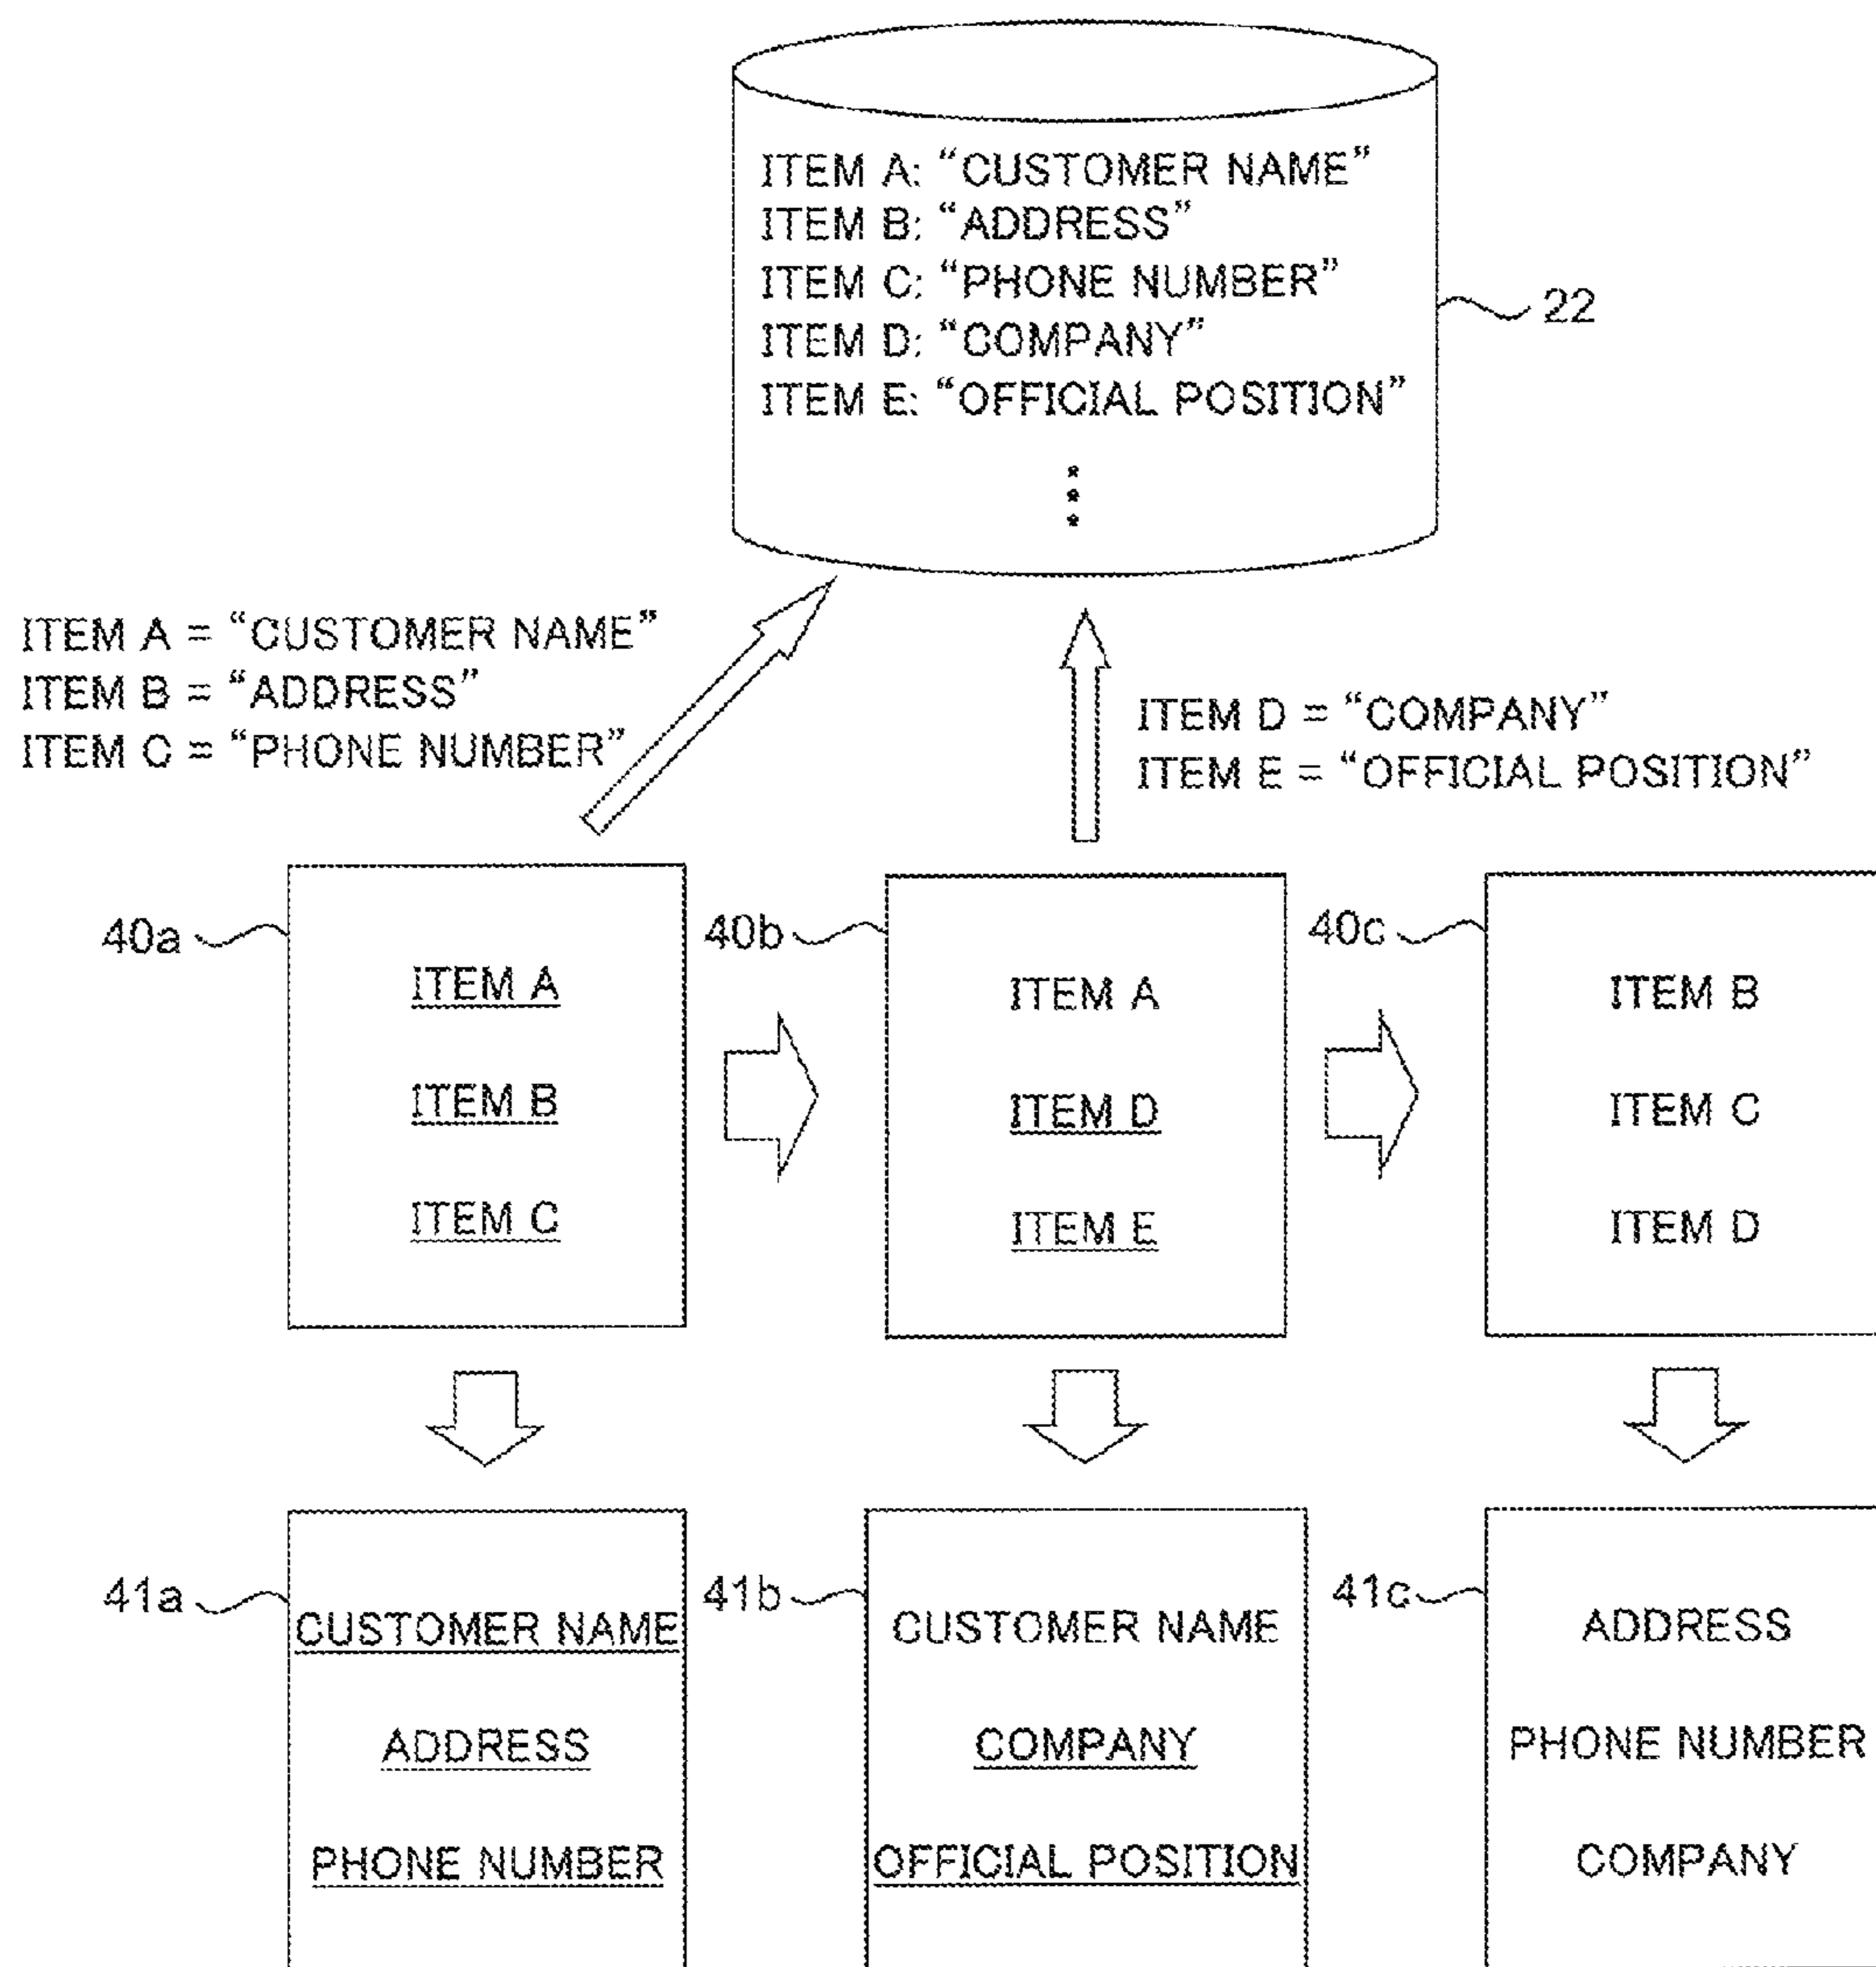 ITEM A: “CUSTOMER NAME”
ITEM B: “ADDRESS”
ITEM C: “PHONE NUMBER”
ITEM D: “COMPANY”
ITEM E: “OFFICIAL POSITION”
22
ITEM A = “CUSTOMER NAME”
ITEM B = “ADDRESS”
ITEM C = “PHONE NUMBER”
ITEM D = “COMPANY”
ITEM E = “OFFICIAL POSITION”
40a
ITEM A
ITEM B
ITEM C
40b
ITEM A
ITEM D
ITEM E
40c
ITEM B
ITEM C
ITEM D
41a
CUSTOMER NAME
ADDRESS
PHONE NUMBER
41b
CUSTOMER NAME
COMPANY
OFFICIAL POSITION
41c
ADDRESS
PHONE NUMBER
COMPANY